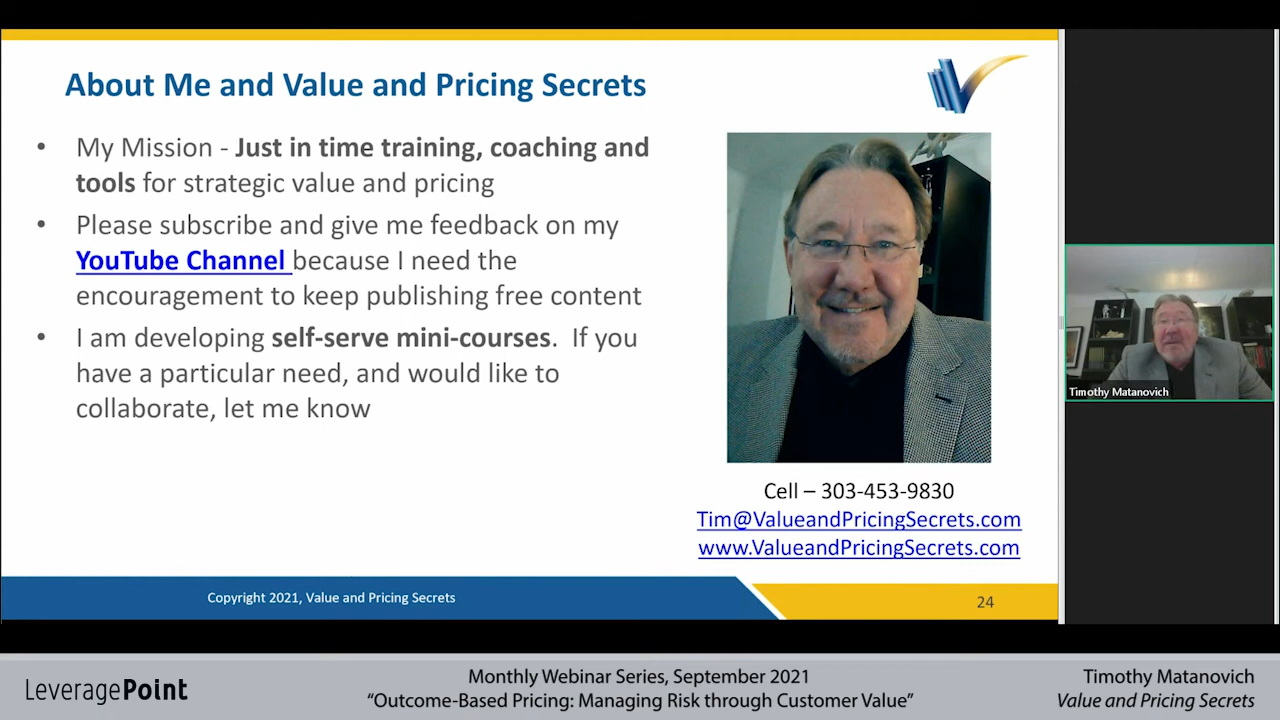 About Me and Value and Pricing Secrets
• My Mission - Just in time training, coaching and
tools for strategic value and pricing
• Please subscribe and give me feedback on my
YouTube Channel because I need the
encouragement to keep publishing free content
• I am developing self-serve mini-courses.  If you
have a particular need, and would like to
collaborate, let me know
Cell – 303-453-9830
Tim@ValueandPricingSecrets.com
www.ValueandPricingSecrets.com
Copyright 2021, Value and Pricing Secrets
24
Timothy Matanovich
LeveragePoint
Monthly Webinar Series, September 2021
“Outcome-Based Pricing: Managing Risk through Customer Value”
Timothy Matanovich
Value and Pricing Secrets